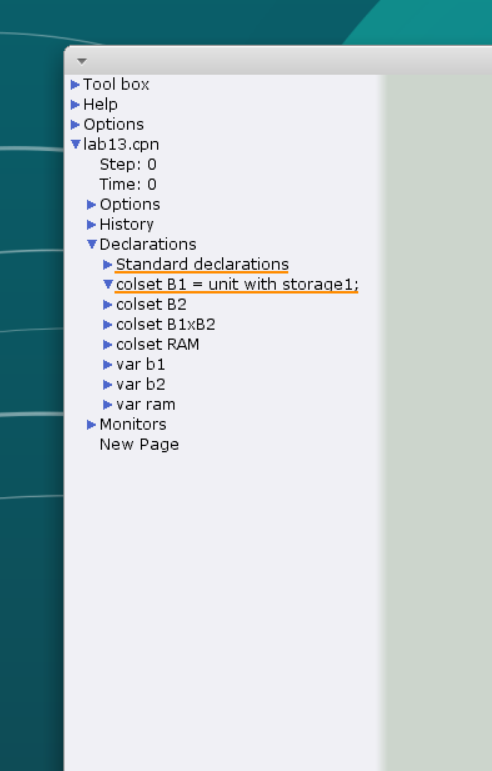 Tool box
Help
Options
lab13.cpn
Step: 0
Time: 0
Options
History
Declarations
Standard declarations
colset B1 = unit with storage1;
colset B2
colset B1xB2
colset RAM
var b1
var b2
var ram
Monitors
New Page